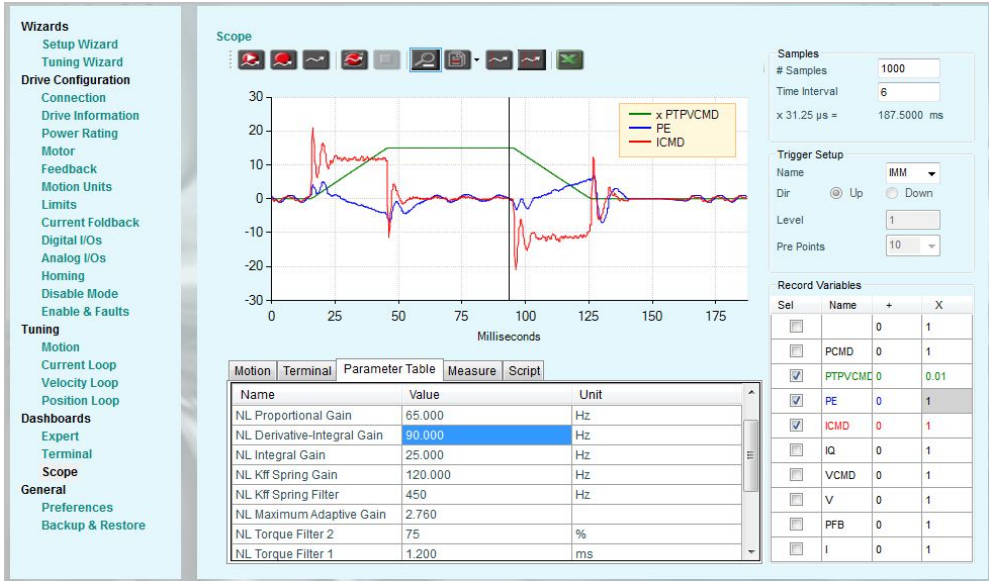 Wizards
Setup Wizard
Tuning Wizard
Drive Configuration
Connection
Drive Information
Power Rating
Motor
Feedback
Motion Units
Limits
Current Foldback
Digital I/Os
Analog I/Os
Homing
Disable Mode
Enable & Faults
Tuning
Motion
Current Loop
Velocity Loop
Position Loop
Dashboards
Expert
Terminal
Scope
General
Preferences
Backup & Restore
Scope
30
20
10
0
-10
-20
-30
x PTPVCMD
PE
ICMD
0 25 50 75 100 125 150 175
Milliseconds
Motion Terminal Parameter Table Measure Script
Name Value Unit
NL Proportional Gain 65.000 Hz
NL Derivative-Integral Gain 90.000 Hz
NL Integral Gain 25.000 Hz
NL Kff Spring Gain 120.000 Hz
NL Kff Spring Filter 450 Hz
NL Maximum Adaptive Gain 2.760
NL Torque Filter 2 75 %
NL Torque Filter 1 1.200 ms
Samples
# Samples 1000
Time Interval 6
x 31.25 µs = 187.5000 ms
Trigger Setup
Name IMM
Dir Up Down
Level 1
Pre Points 10
Record Variables
Sel Name + X
0 1
PCMD 0 1
PTPVCMD 0 0.01
PE 0 1
ICMD 0 1
IQ 0 1
VCMD 0 1
V 0 1
PFB 0 1
I 0 1